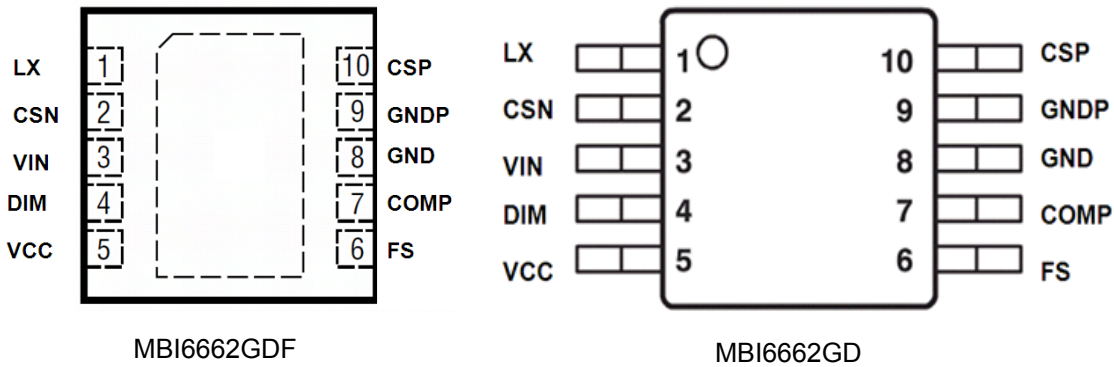 LX 1 10 CSP
CSN 2 9 GNDP
VIN 3 8 GND
DIM 4 7 COMP
VCC 5 6 FS
MBI6662GDF
LX 1 10 CSP
CSN 2 9 GNDP
VIN 3 8 GND
DIM 4 7 COMP
VCC 5 6 FS
MBI6662GD